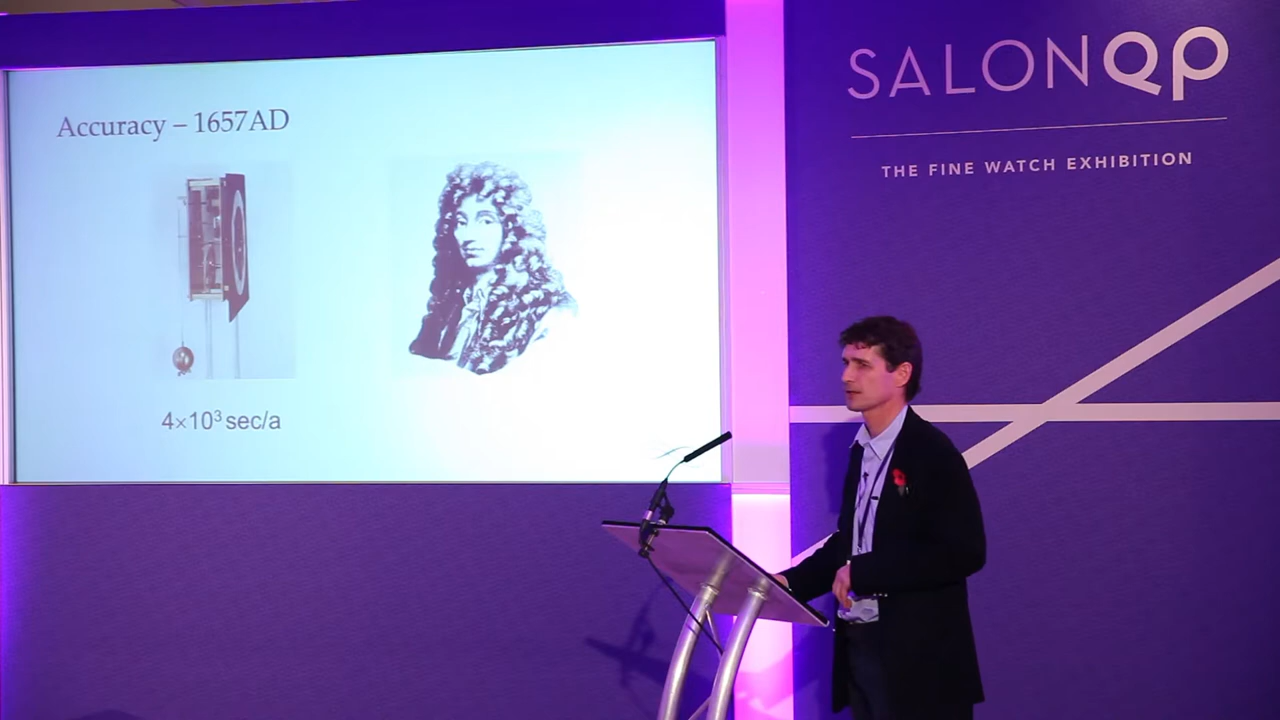 Accuracy – 1657AD
4×10³ sec/a
SALONQP
THE FINE WATCH EXHIBITION